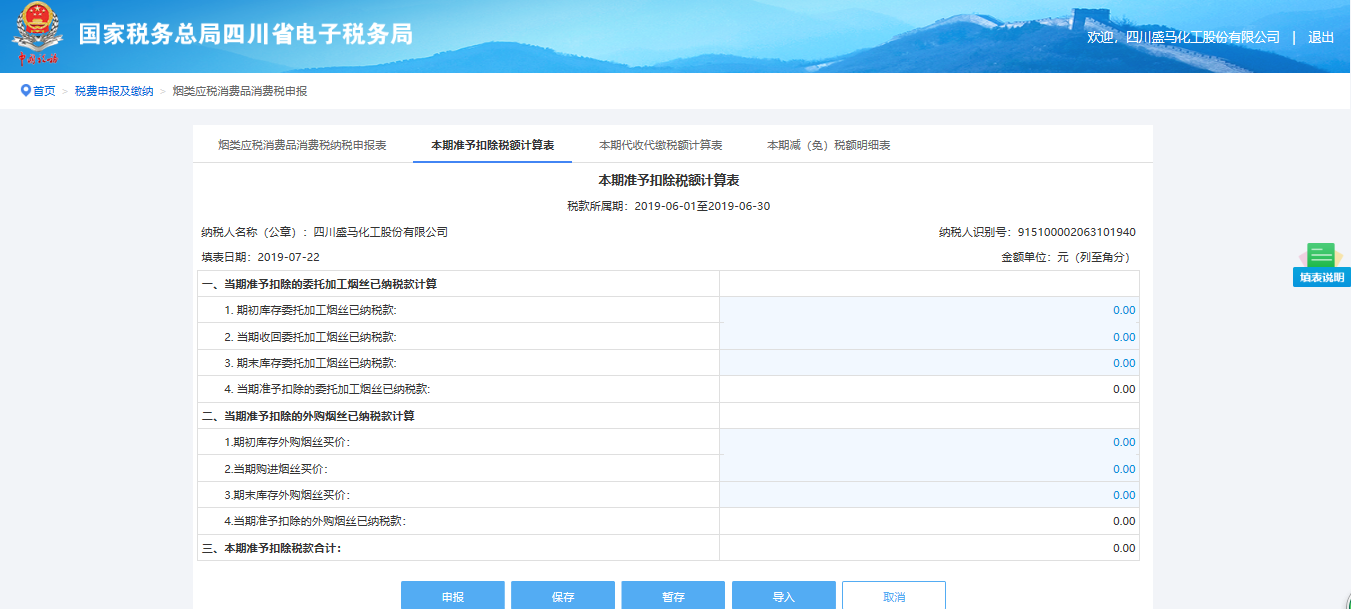 国家税务总局四川省电子税务局
欢迎，四川盛马化工股份有限公司 | 退出
首页 > 税费申报及缴纳 > 烟类应税消费品消费税申报
烟类应税消费品消费税纳税申报表 本期准予扣除税额计算表 本期代收代缴税额计算表 本期减（免）税额明细表
本期准予扣除税额计算表
税款所属期：2019-06-01至2019-06-30
纳税人名称（公章）：四川盛马化工股份有限公司 纳税人识别号：915100002063101940
填表日期：2019-07-22 金额单位：元（列至角分）
一、当期准予扣除的委托加工烟丝已纳税款计算
1. 期初库存委托加工烟丝已纳税款: 0.00
2. 当期收回委托加工烟丝已纳税款: 0.00
3. 期末库存委托加工烟丝已纳税款: 0.00
4. 当期准予扣除的委托加工烟丝已纳税款: 0.00
二、当期准予扣除的外购烟丝已纳税款计算
1.期初库存外购烟丝买价: 0.00
2.当期购进烟丝买价: 0.00
3.期末库存外购烟丝买价: 0.00
4.当期准予扣除的外购烟丝已纳税款: 0.00
三、本期准予扣除税款合计: 0.00
填表说明
申报 保存 暂存 导入 取消